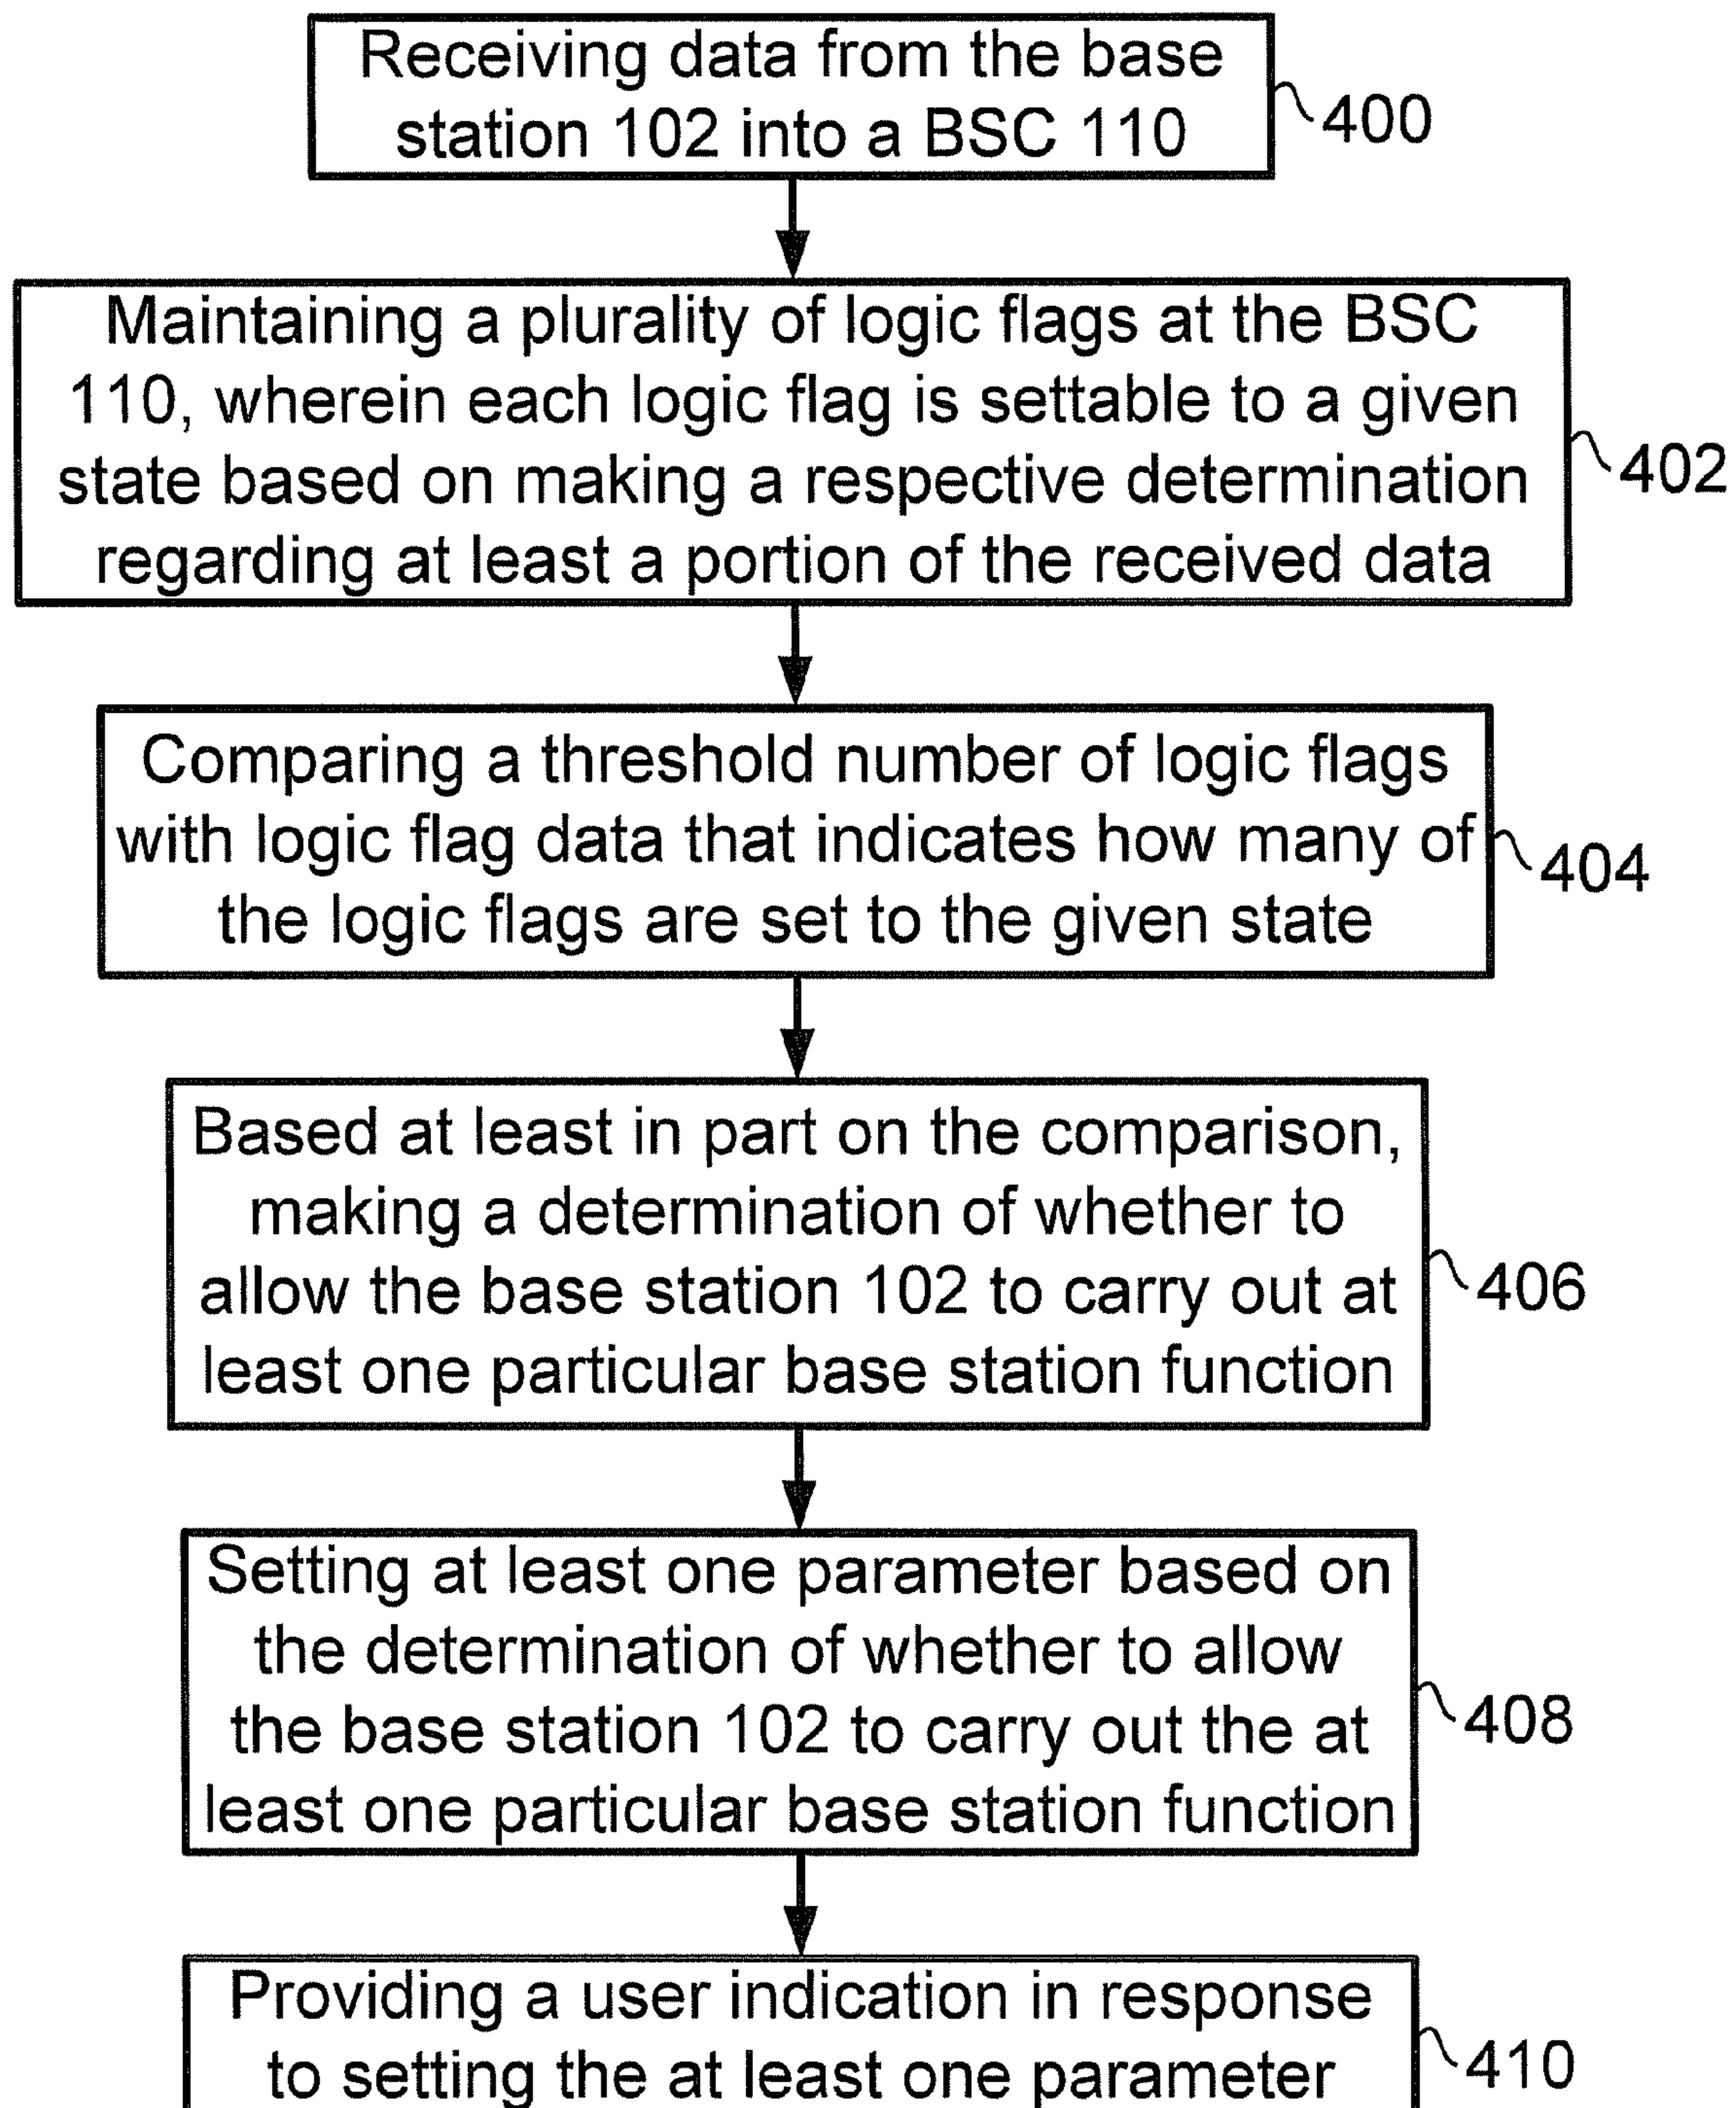 Receiving data from the base
station 102 into a BSC 110
400
Maintaining a plurality of logic flags at the BSC
110, wherein each logic flag is settable to a given
state based on making a respective determination
regarding at least a portion of the received data
402
Comparing a threshold number of logic flags
with logic flag data that indicates how many of
the logic flags are set to the given state
404
Based at least in part on the comparison,
making a determination of whether to
allow the base station 102 to carry out at
least one particular base station function
406
Setting at least one parameter based on
the determination of whether to allow
the base station 102 to carry out the at
least one particular base station function
408
Providing a user indication in response
to setting the at least one parameter
410